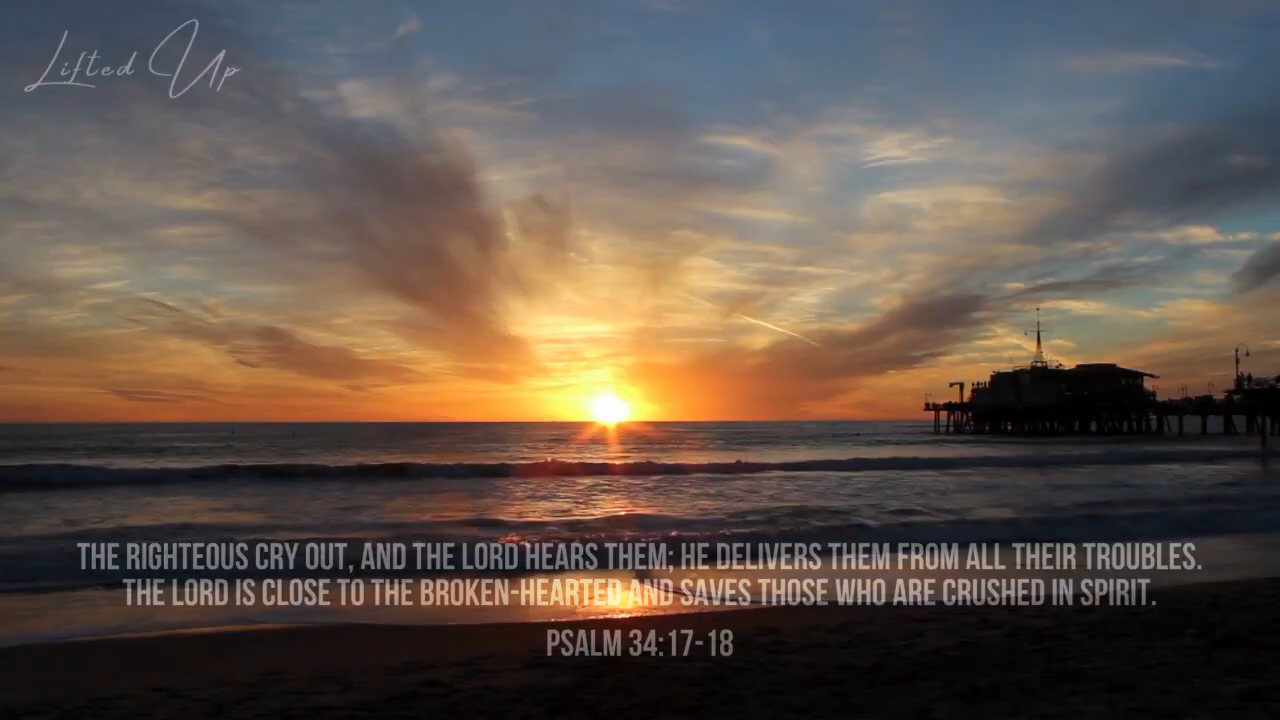 Lifted Up
THE RIGHTEOUS CRY OUT, AND THE LORD HEARS THEM; HE DELIVERS THEM FROM ALL THEIR TROUBLES.
THE LORD IS CLOSE TO THE BROKEN-HEARTED AND SAVES THOSE WHO ARE CRUSHED IN SPIRIT.
PSALM 34:17-18